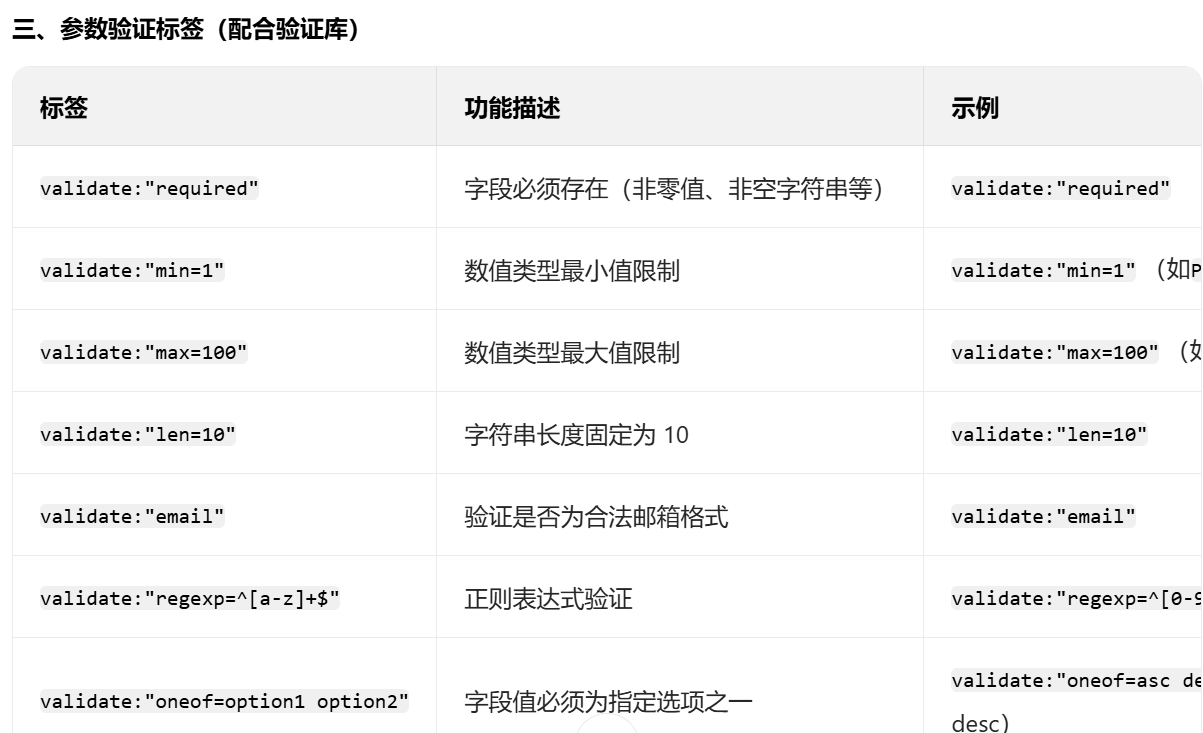 三、参数验证标签（配合验证库）
标签 功能描述 示例
validate:"required" 字段必须存在（非零值、非空字符串等） validate:"required"
validate:"min=1" 数值类型最小值限制 validate:"min=1" （如P
validate:"max=100" 数值类型最大值限制 validate:"max=100" （如
validate:"len=10" 字符串长度固定为 10 validate:"len=10"
validate:"email" 验证是否为合法邮箱格式 validate:"email"
validate:"regexp=^[a-z]+$" 正则表达式验证 validate:"regexp=^[0-9
validate:"oneof=option1 option2" 字段值必须为指定选项之一 validate:"oneof=asc de
desc）